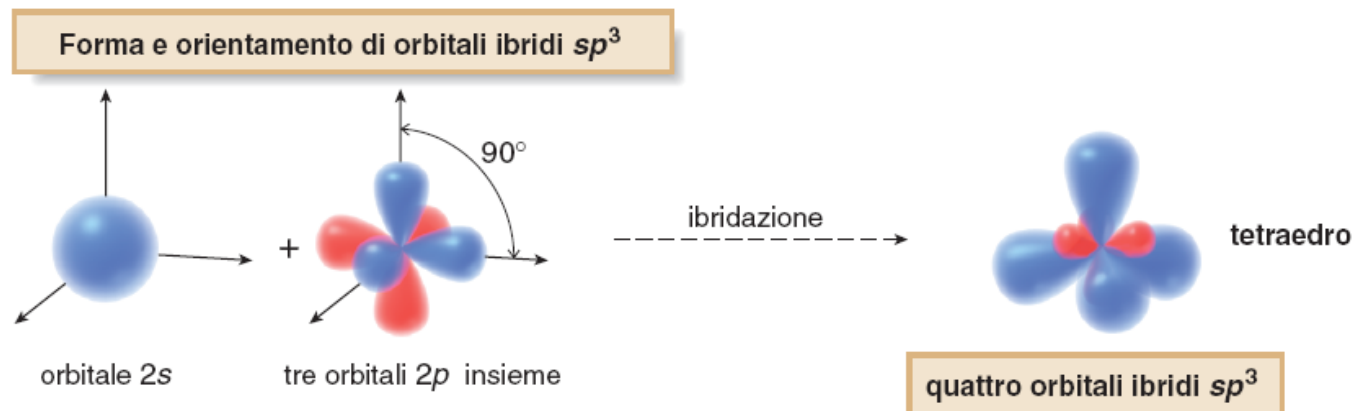 Forma e orientamento di orbitali ibridi sp³
90°
+
ibridazione
tetraedro
orbitale 2s
tre orbitali 2p insieme
quattro orbitali ibridi sp³